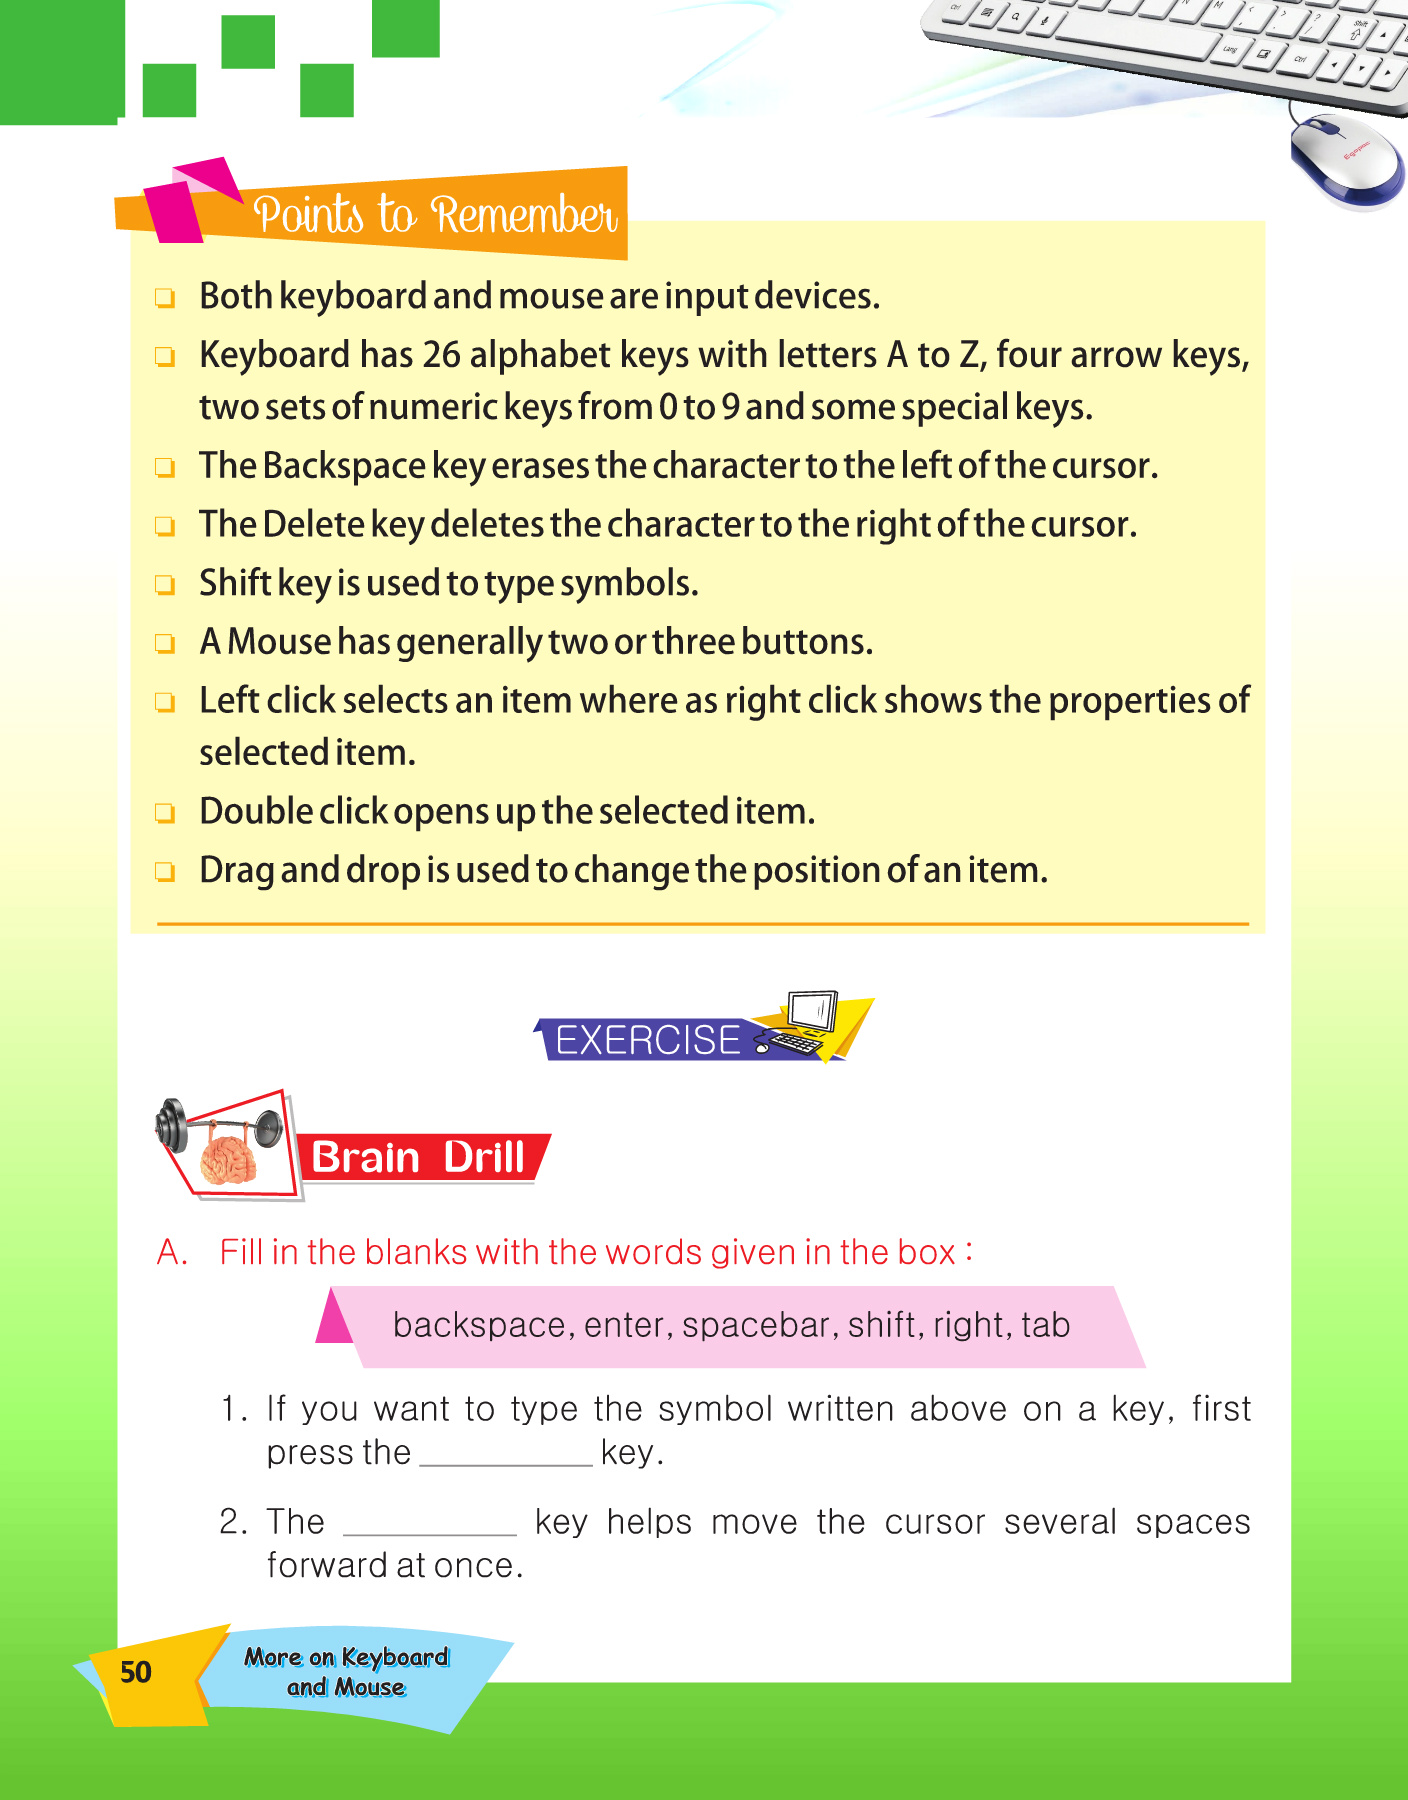 Points to Remember
❏ Both keyboard and mouse are input devices.
❏ Keyboard has 26 alphabet keys with letters A to Z, four arrow keys,
two sets of numeric keys from 0 to 9 and some special keys.
❏ The Backspace key erases the character to the left of the cursor.
❏ The Delete key deletes the character to the right of the cursor.
❏ Shift key is used to type symbols.
❏ A Mouse has generally two or three buttons.
❏ Left click selects an item where as right click shows the properties of
selected item.
❏ Double click opens up the selected item.
❏ Drag and drop is used to change the position of an item.
EXERCISE
Brain Drill
A. Fill in the blanks with the words given in the box :
backspace, enter, spacebar, shift, right, tab
1. If you want to type the symbol written above on a key, first
press the __________ key.
2. The __________ key helps move the cursor several spaces
forward at once.
50
More on Keyboard
and Mouse